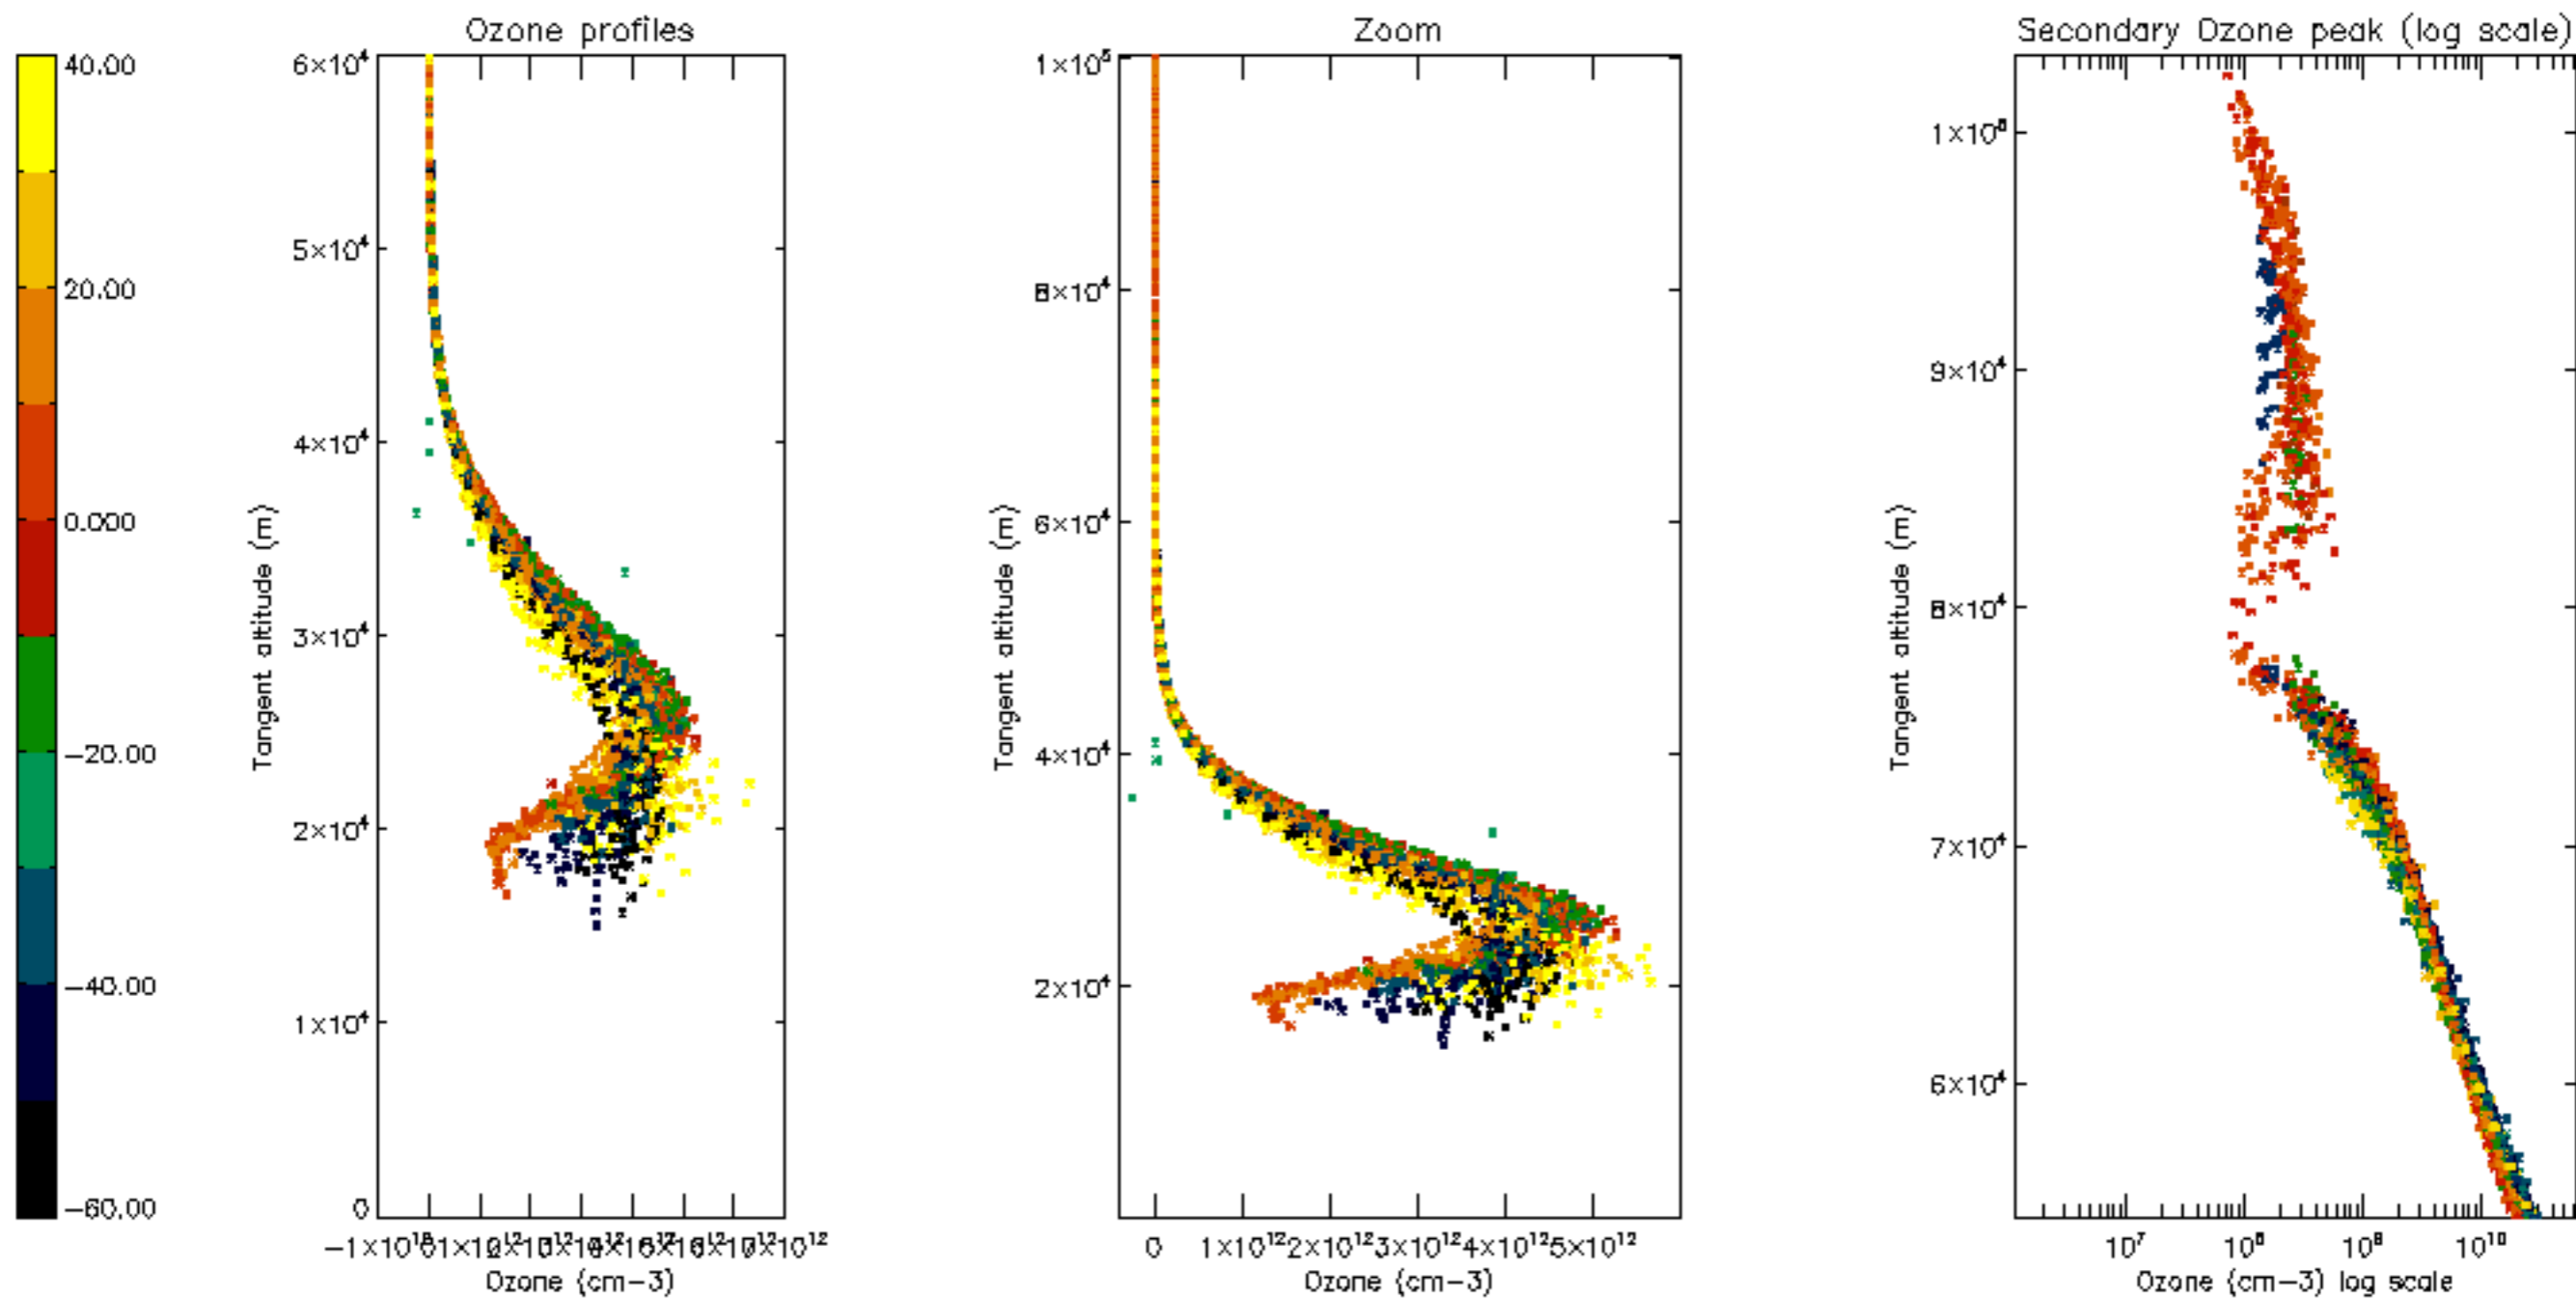 Ozone profiles
Zoom
Secondary Ozone peak (log scale)
40.00
20.00
0.000
−20.00
−40.00
−60.00
6×10⁴
5×10⁴
4×10⁴
3×10⁴
2×10⁴
1×10⁴
0
Tangent altitude (m)
Ozone (cm−3)
1×10⁵
8×10⁴
6×10⁴
4×10⁴
2×10⁴
Tangent altitude (m)
0 1×10¹² 2×10¹² 3×10¹² 4×10¹² 5×10¹²
Ozone (cm−3)
9×10⁴
8×10⁴
7×10⁴
6×10⁴
Tangent altitude (m)
10⁷ 10⁸ 10⁹ 10¹⁰
Ozone (cm−3) log scale